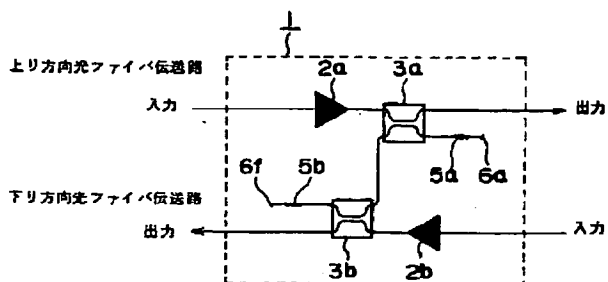 1
上り方向光ファイバ伝送路
2a
3a
入力
出力
5a
6a
6f
5b
下り方向光ファイバ伝送路
出力
入力
3b
2b